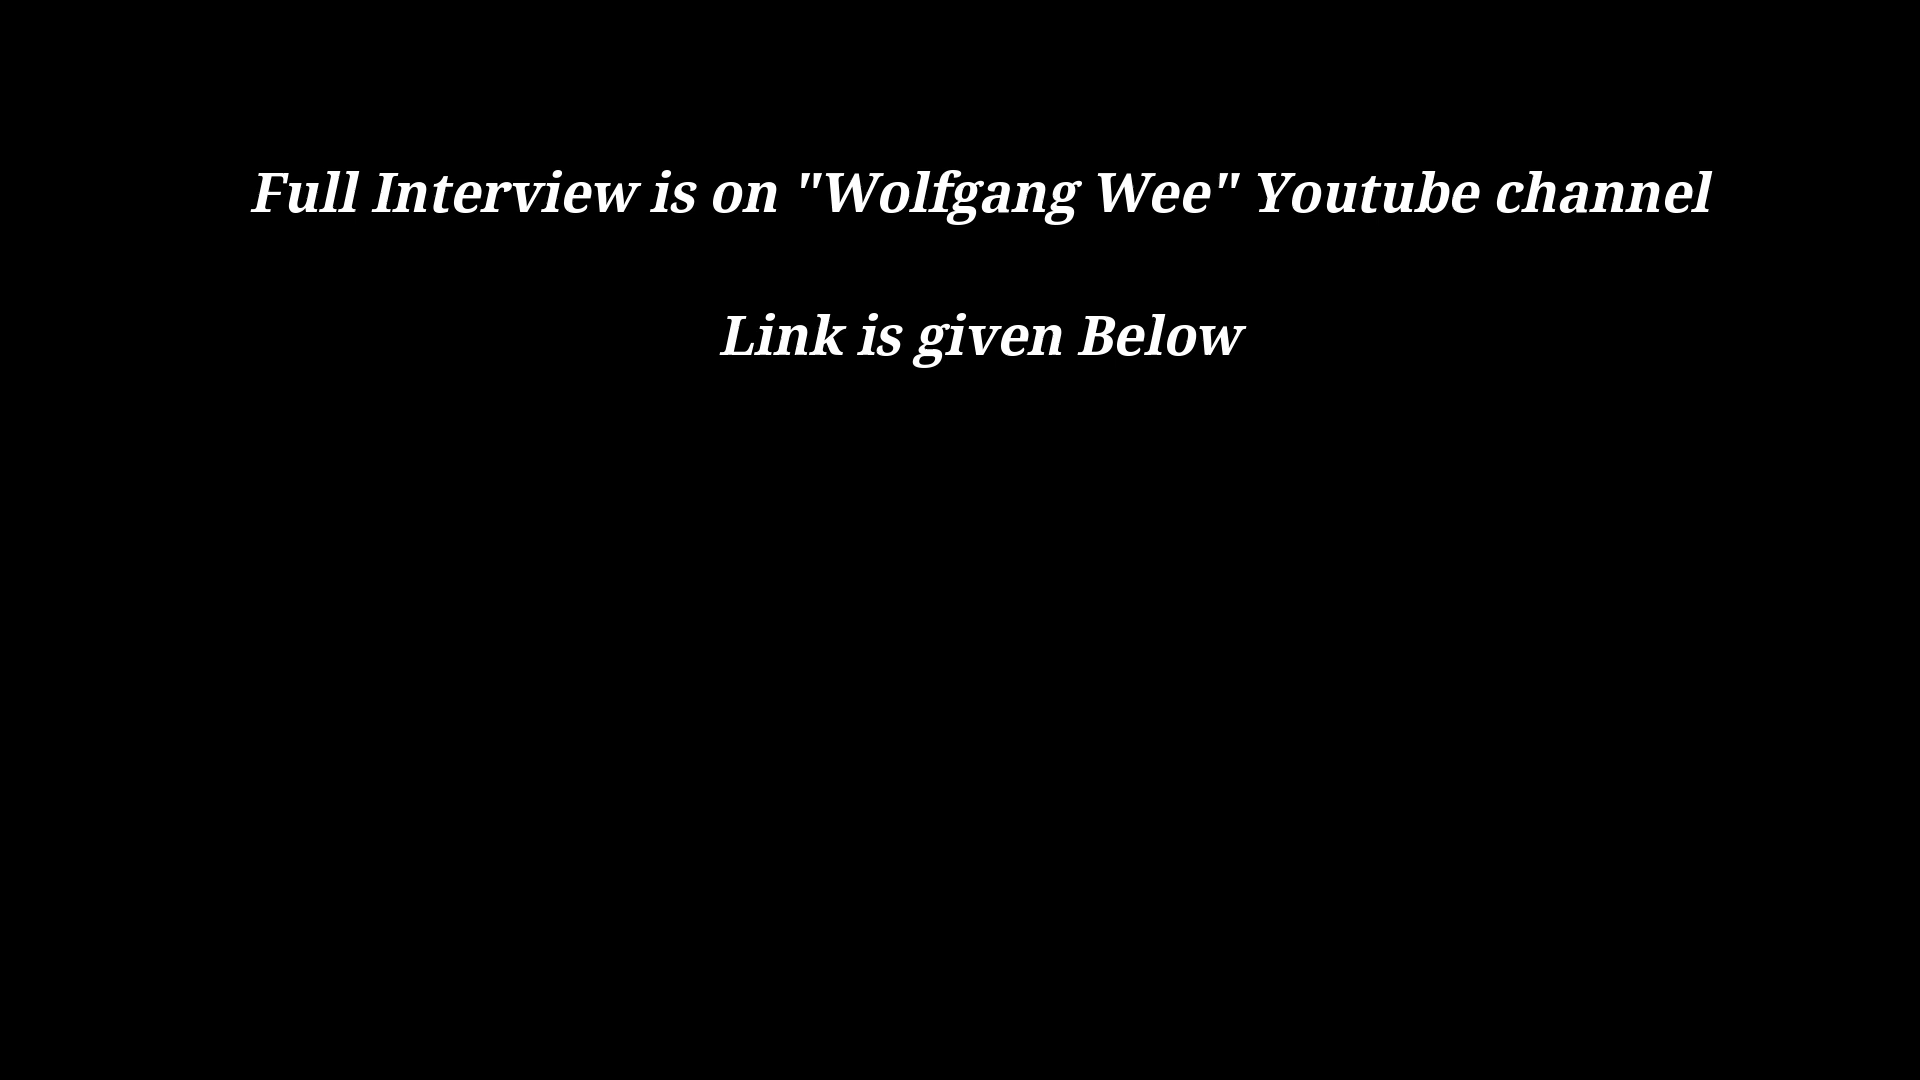 Full Interview is on "Wolfgang Wee" Youtube channel
Link is given Below